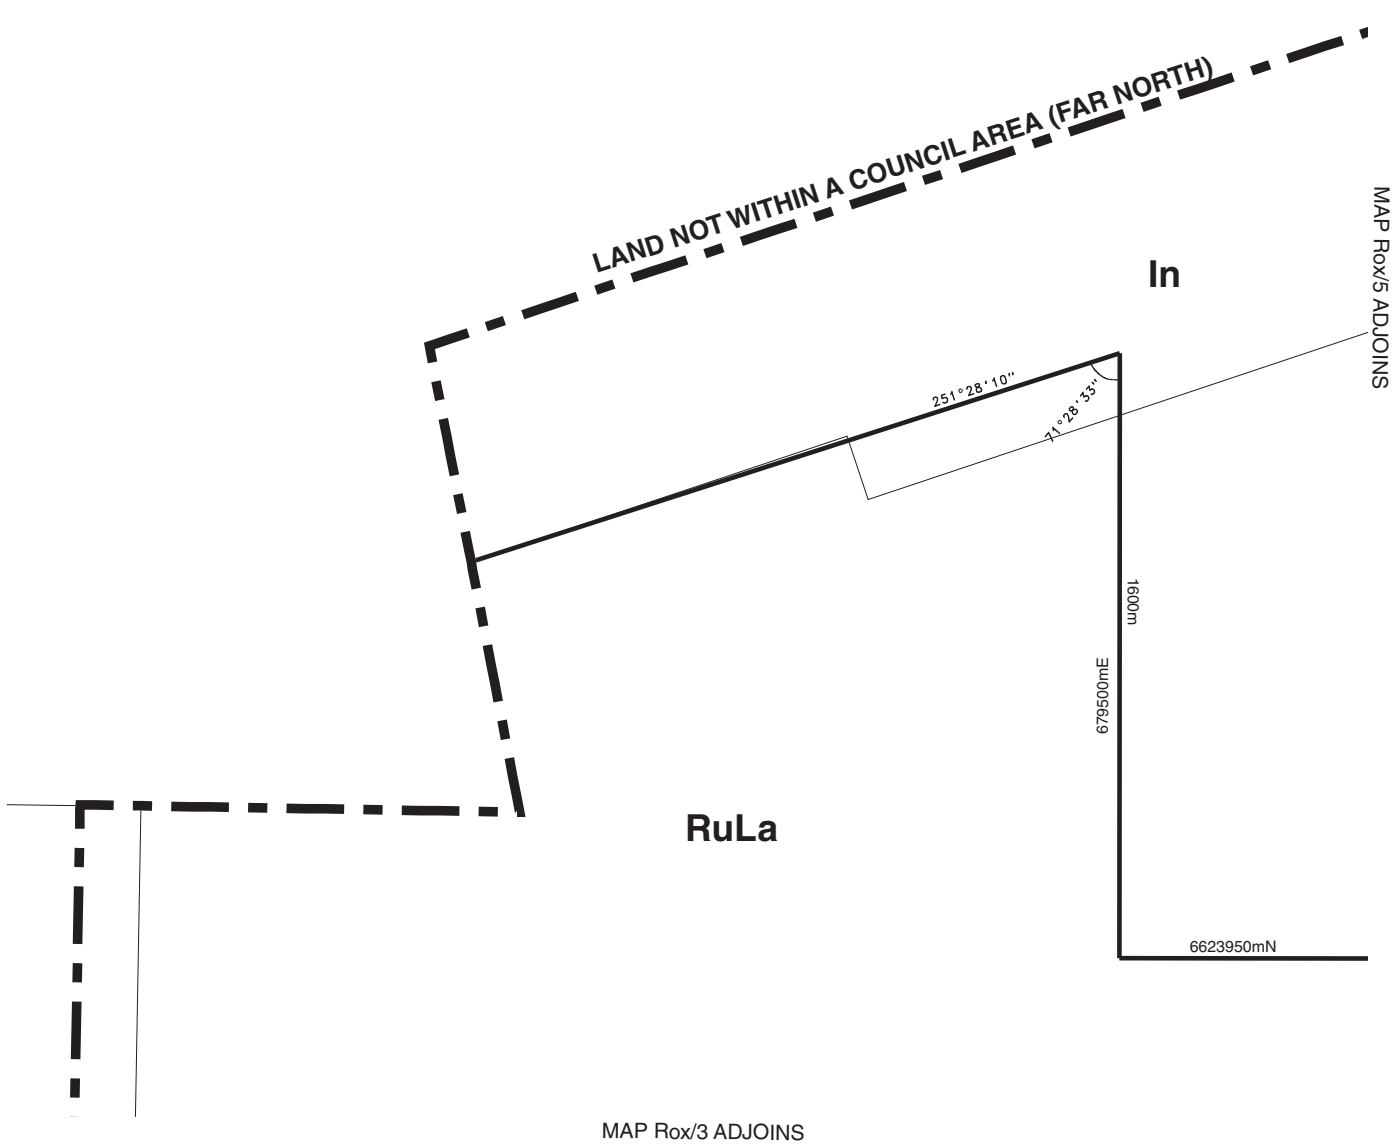 LAND NOT WITHIN A COUNCIL AREA (FAR NORTH)
MAP Rox/5 ADJOINS
In
251°28'10"
71°28'33"
1600m
679500mE
RuLa
6623950mN
MAP Rox/3 ADJOINS